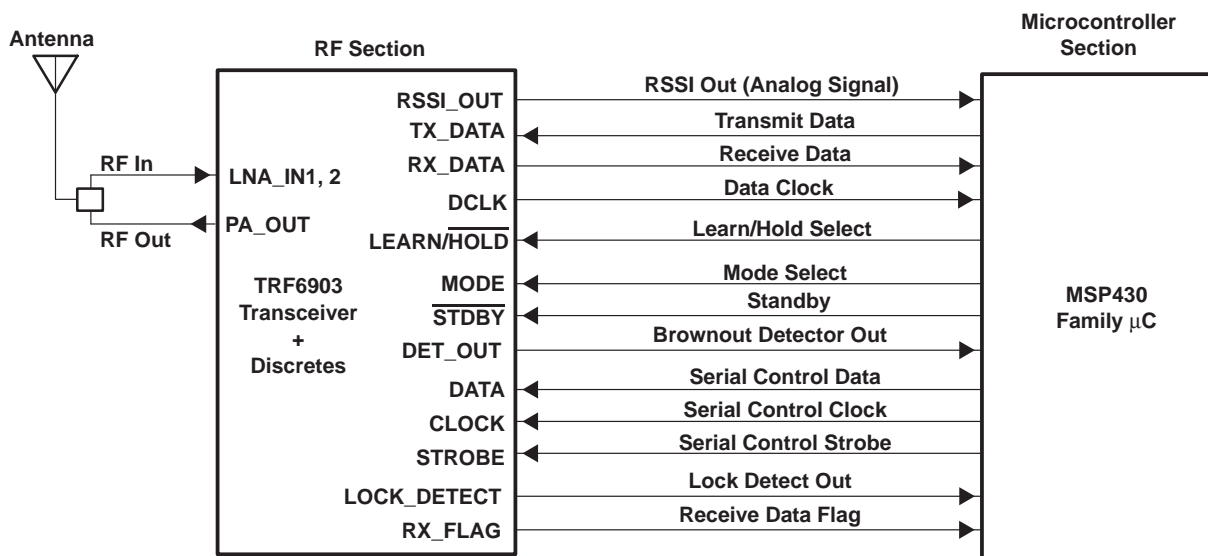 Antenna
RF Section
Microcontroller
Section
RSSI_OUT
RSSI Out (Analog Signal)
TX_DATA
Transmit Data
RX_DATA
Receive Data
RF In
LNA_IN1, 2
DCLK
Data Clock
PA_OUT
RF Out
LEARN/HOLD
Learn/Hold Select
TRF6903
Transceiver
+
Discretes
MODE
Mode Select
STDBY
Standby
DET_OUT
Brownout Detector Out
DATA
Serial Control Data
CLOCK
Serial Control Clock
STROBE
Serial Control Strobe
LOCK_DETECT
Lock Detect Out
RX_FLAG
Receive Data Flag
MSP430
Family μC